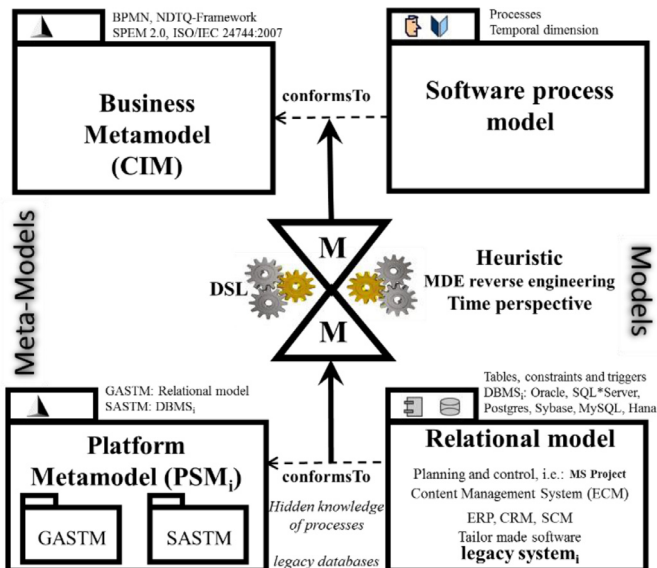 BPMN, NDTQ-Framework
SPEM 2.0, ISO/IEC 24744:2007
Processes
Temporal dimension
Business
Metamodel
(CIM)
conformsTo
Software process
model
Meta-Models
Models
M
M
DSL
Heuristic
MDE reverse engineering
Time perspective
GASTM: Relational model
SASTM: DBMSi
Tables, constraints and triggers
DBMSi: Oracle, SQL*Server,
Postgres, Sybase, MySQL, Hana
Platform
Metamodel (PSMi)
GASTM
SASTM
conformsTo
Hidden knowledge
of processes
legacy databases
Relational model
Planning and control, i.e.: MS Project
Content Management System (ECM)
ERP, CRM, SCM
Tailor made software
legacy systemi